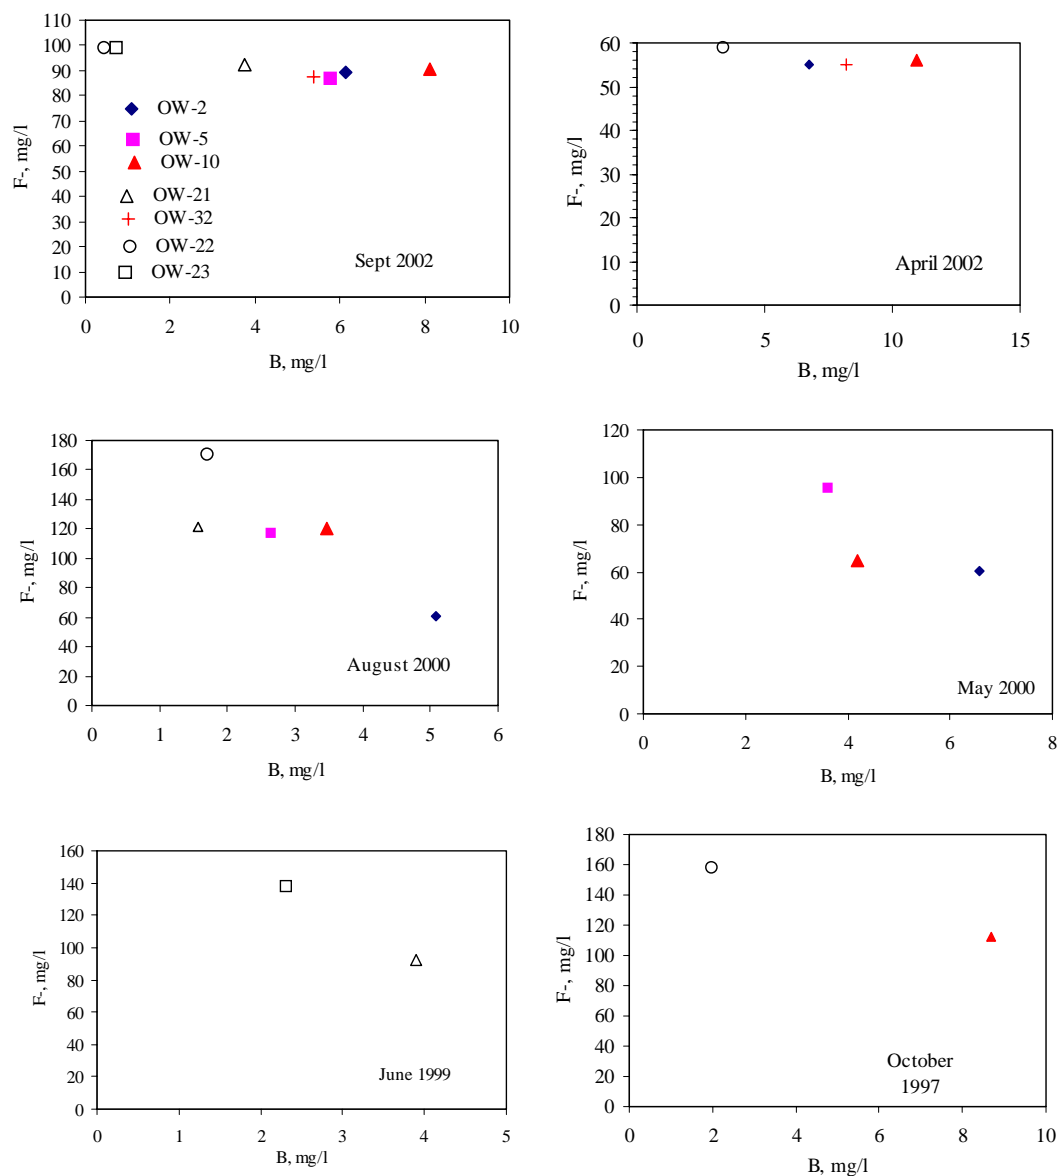 110
100
90
80
70
60
50
40
30
20
10
0
F-, mg/l
OW-2
OW-5
OW-10
OW-21
OW-32
OW-22
OW-23
Sept 2002
0 2 4 6 8 10
B, mg/l
60
50
40
30
20
10
0
F-, mg/l
April 2002
0 5 10 15
B, mg/l
180
160
140
120
100
80
60
40
20
0
F-, mg/l
August 2000
0 1 2 3 4 5 6
B, mg/l
120
100
80
60
40
20
0
F-, mg/l
May 2000
0 2 4 6 8
B, mg/l
160
140
120
100
80
60
40
20
0
F-, mg/l
June 1999
0 1 2 3 4 5
B, mg/l
180
160
140
120
100
80
60
40
20
0
F-, mg/l
October
1997
0 2 4 6 8 10
B, mg/l